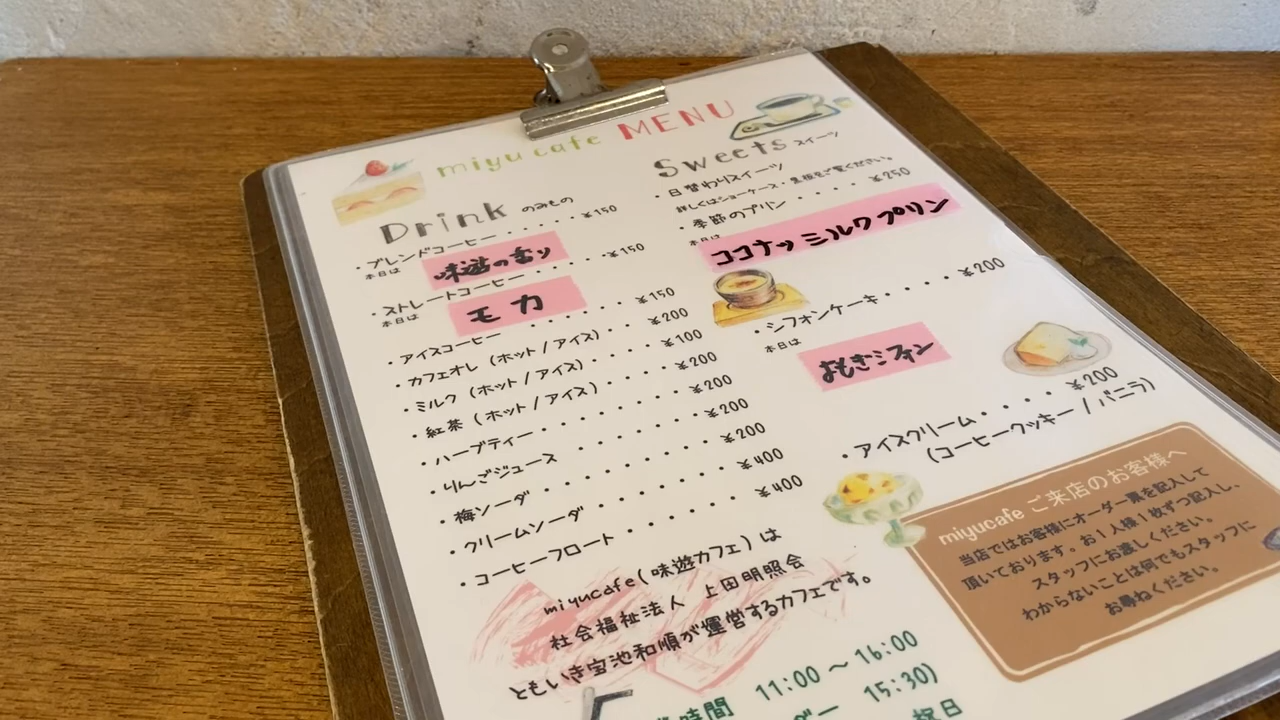 miyu cafe MENU
Drink のみもの
・ブレンドコーヒー・・・・¥150
本日は 味遊の香り
・ストレートコーヒー・・・・・・¥150
本日は モカ
・アイスコーヒー・・・・・・¥150
・カフェオレ (ホット/アイス)・・¥200
・ミルク (ホット/アイス)・・・・¥100
・紅茶 (ホット/アイス)・・・・・¥200
・ハーブティー・・・・・・・¥200
・りんごジュース・・・・・・¥200
・梅ソーダ・・・・・・・¥200
・クリームソーダ・・・・・・¥400
・コーヒーフロート・・・・・¥400
miyucafe(味遊カフェ)は
社会福祉法人 上田明照会
ともいき宝池和順が運営するカフェです。
Sweets スイーツ
・日替わりスイーツ
詳しくはショーケース・黒板をご覧ください。
・季節のプリン・・・・¥250
本日は ココナッツミルクプリン
・シフォンケーキ・・・・¥200
本日は よもぎシフォン
・アイスクリーム・・・・¥200
(コーヒークッキー/バニラ)
miyucafe ご来店のお客様へ
当店ではお客様にオーダー票を記入して
頂いております。お1人様1枚ずつ記入し、
スタッフにお渡しください。
わからないことは何でもスタッフに
お尋ねください。
時間 11:00～16:00
ダー 15:30)
祝日